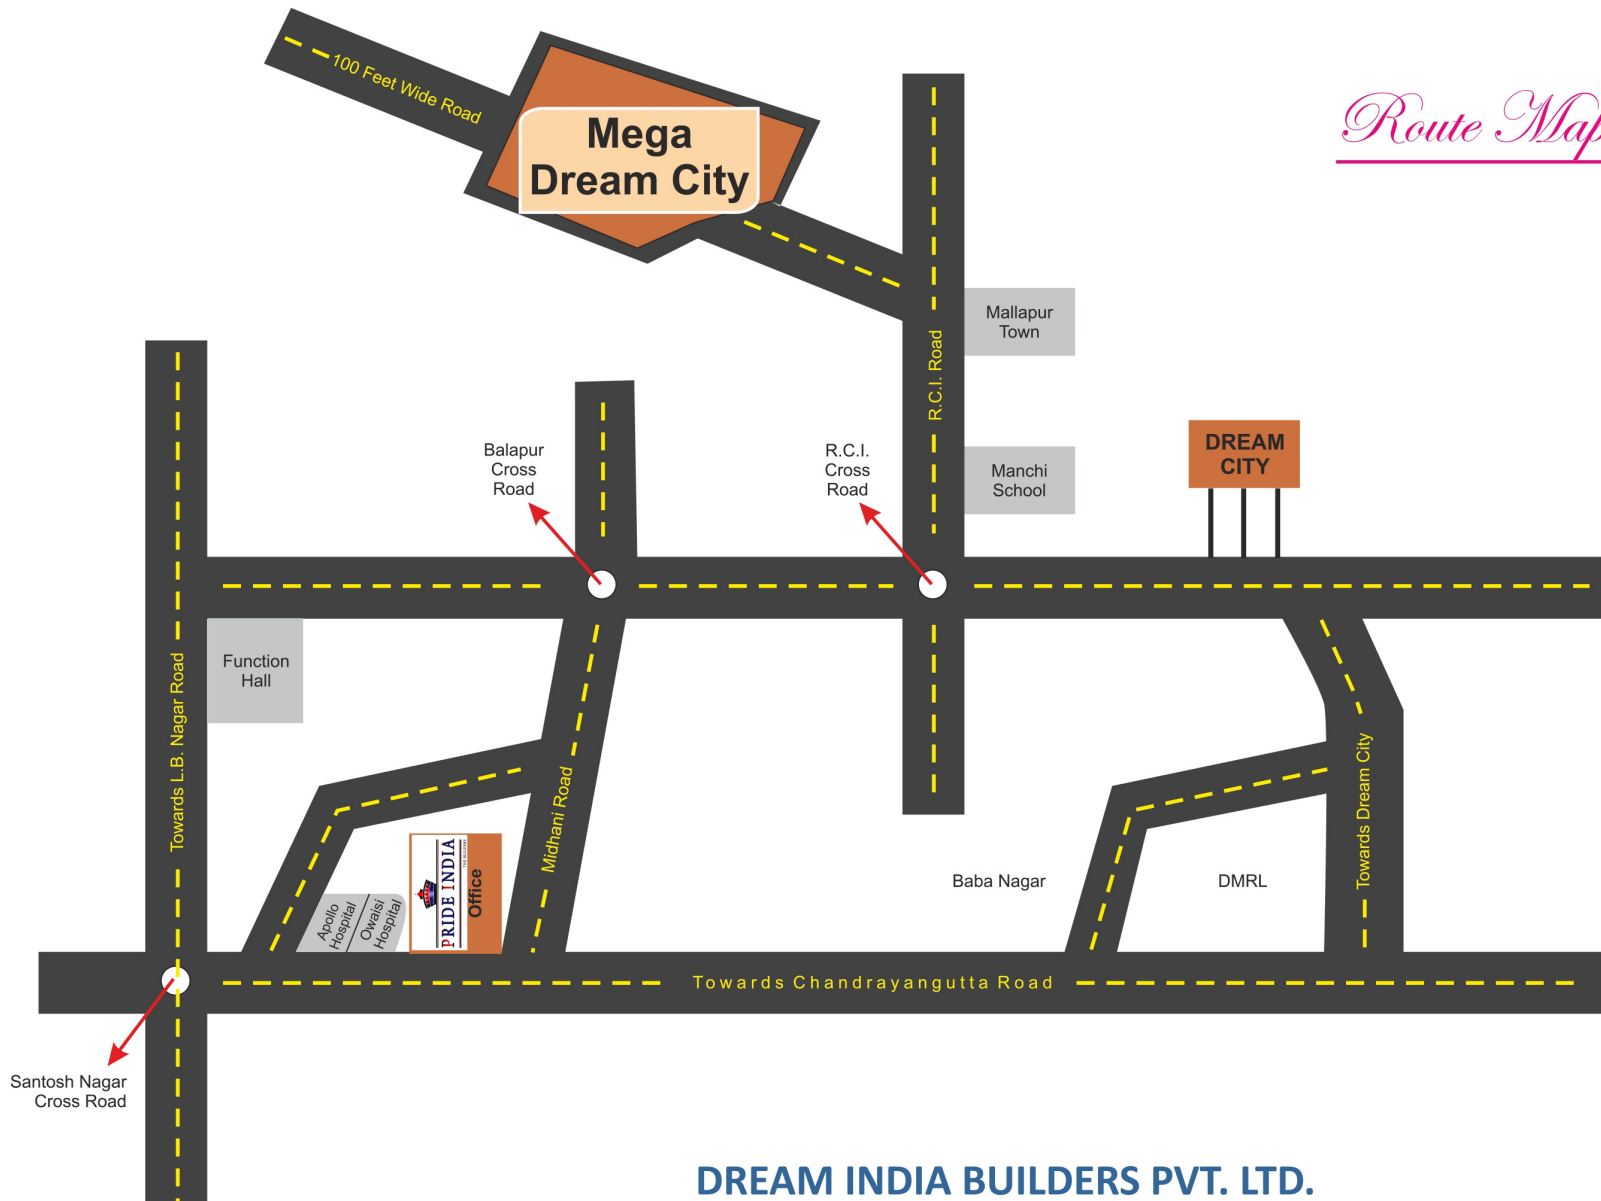 100 Feet Wide Road
Mega
Dream City
Route Map
Mallapur
Town
R.C.I. Road
Balapur
Cross
Road
R.C.I.
Cross
Road
Manchi
School
DREAM
CITY
Function
Hall
Towards L.B. Nagar Road
Midhani Road
Towards Dream City
PRIDE INDIA
THE BUILDERS
Office
Apollo
Hospital
Owaisi
Hospital
Baba Nagar
DMRL
Towards Chandrayangutta Road
Santosh Nagar
Cross Road
DREAM INDIA BUILDERS PVT. LTD.